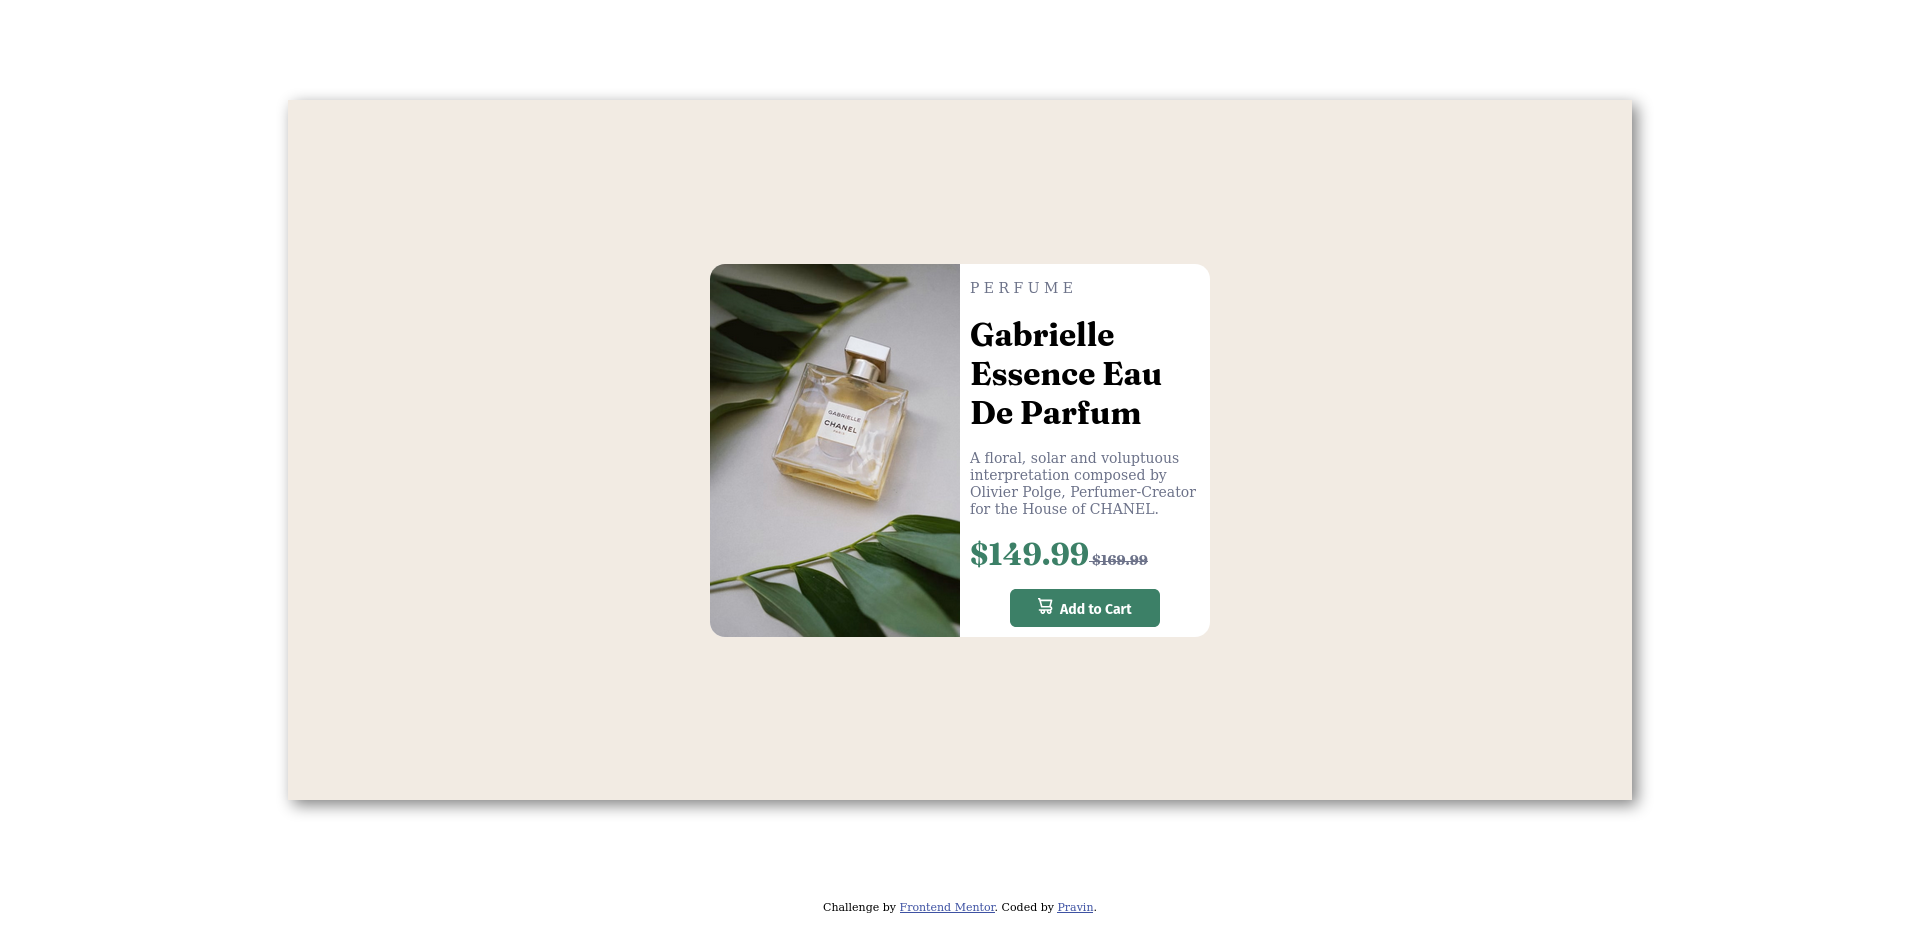 PERFUME
Gabrielle
Essence Eau
De Parfum
A floral, solar and voluptuous
interpretation composed by
Olivier Polge, Perfumer-Creator
for the House of CHANEL.
$149.99 $169.99
Add to Cart
GABRIELLE
CHANEL
PARIS
Challenge by Frontend Mentor. Coded by Pravin.